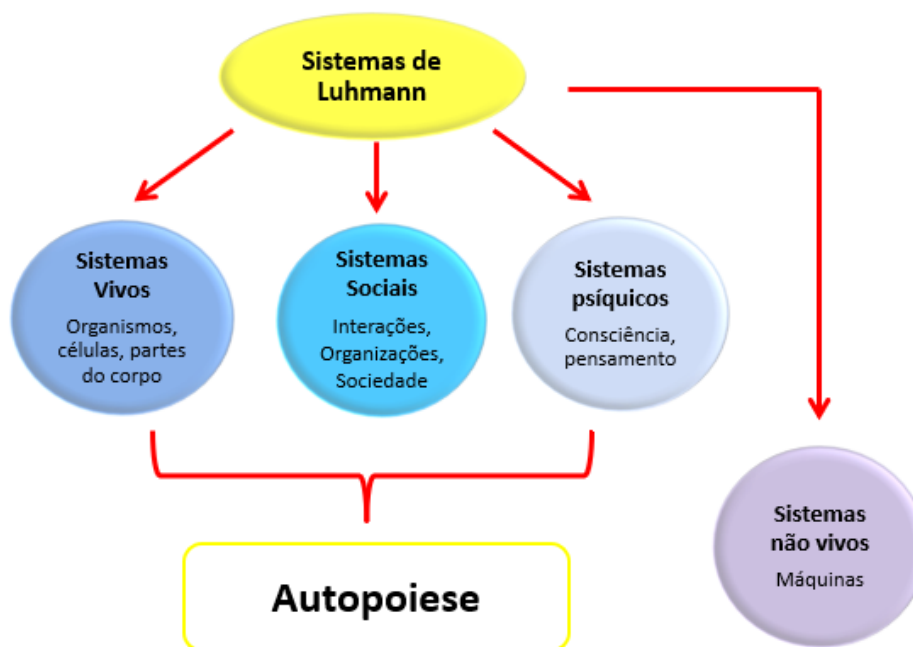 Sistemas de
Luhmann
Sistemas
Vivos
Organismos,
células, partes
do corpo
Sistemas
Sociais
Interações,
Organizações,
Sociedade
Sistemas
psíquicos
Consciência,
pensamento
Autopoiese
Sistemas
não vivos
Máquinas